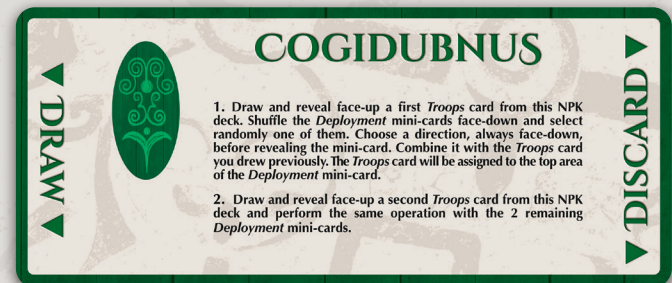 COGIDUBNUS
DRAW
1. Draw and reveal face-up a first Troops card from this NPK
deck. Shuffle the Deployment mini-cards face-down and select
randomly one of them. Choose a direction, always face-down,
before revealing the mini-card. Combine it with the Troops card
you drew previously. The Troops card will be assigned to the top area
of the Deployment mini-card.
2. Draw and reveal face-up a second Troops card from this NPK
deck and perform the same operation with the 2 remaining
Deployment mini-cards.
DISCARD